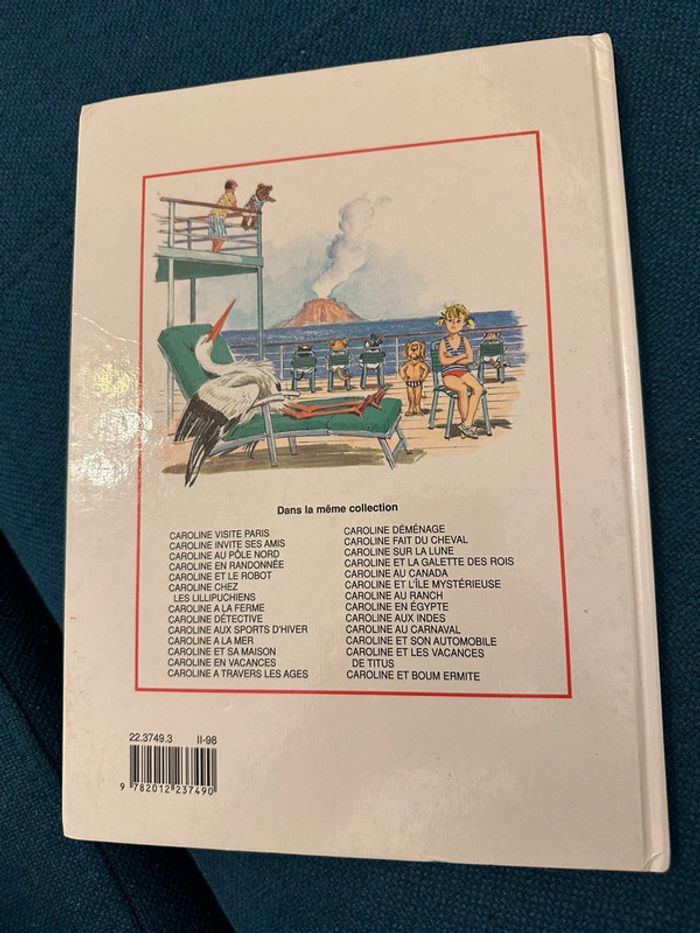 Dans la même collection
CAROLINE VISITE PARIS
CAROLINE INVITE SES AMIS
CAROLINE AU PÔLE NORD
CAROLINE EN RANDONNÉE
CAROLINE ET LE ROBOT
CAROLINE CHEZ
LES LILLIPUCHIENS
CAROLINE A LA FERME
CAROLINE DÉTECTIVE
CAROLINE AUX SPORTS D'HIVER
CAROLINE A LA MER
CAROLINE ET SA MAISON
CAROLINE EN VACANCES
CAROLINE A TRAVERS LES AGES
CAROLINE DÉMÉNAGE
CAROLINE FAIT DU CHEVAL
CAROLINE SUR LA LUNE
CAROLINE ET LA GALETTE DES ROIS
CAROLINE AU CANADA
CAROLINE ET L'ÎLE MYSTÉRIEUSE
CAROLINE AU RANCH
CAROLINE EN ÉGYPTE
CAROLINE AUX INDES
CAROLINE AU CARNAVAL
CAROLINE ET SON AUTOMOBILE
CAROLINE ET LES VACANCES
DE TITUS
CAROLINE ET BOUM ERMITE
22.3749.3 II-98
9 782012 237490